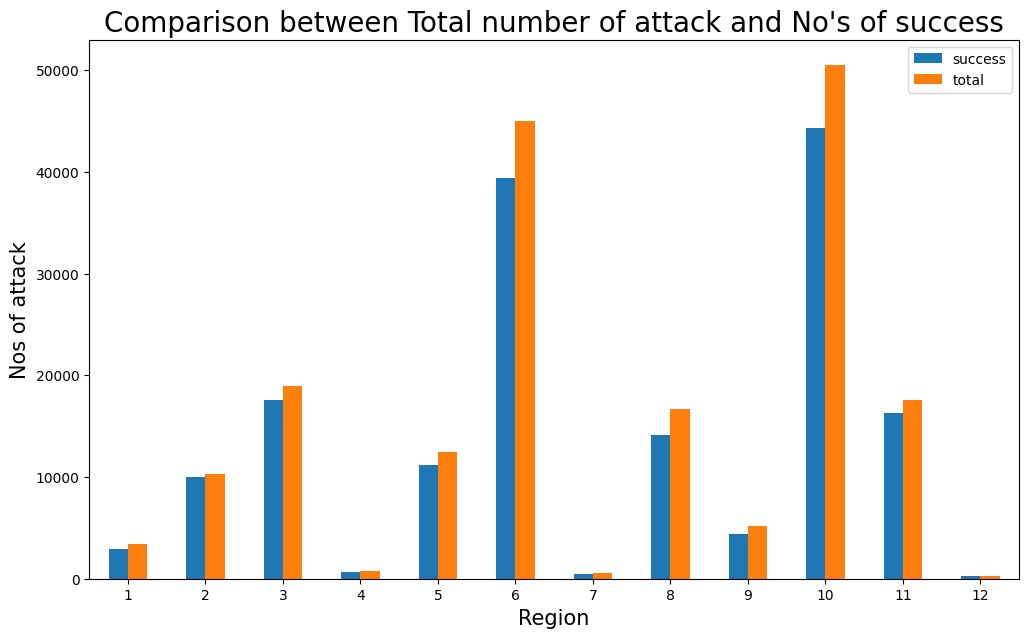 Comparison between Total number of attack and No's of success
success
total
50000
40000
30000
20000
10000
0
Nos of attack
1 2 3 4 5 6 7 8 9 10 11 12
Region